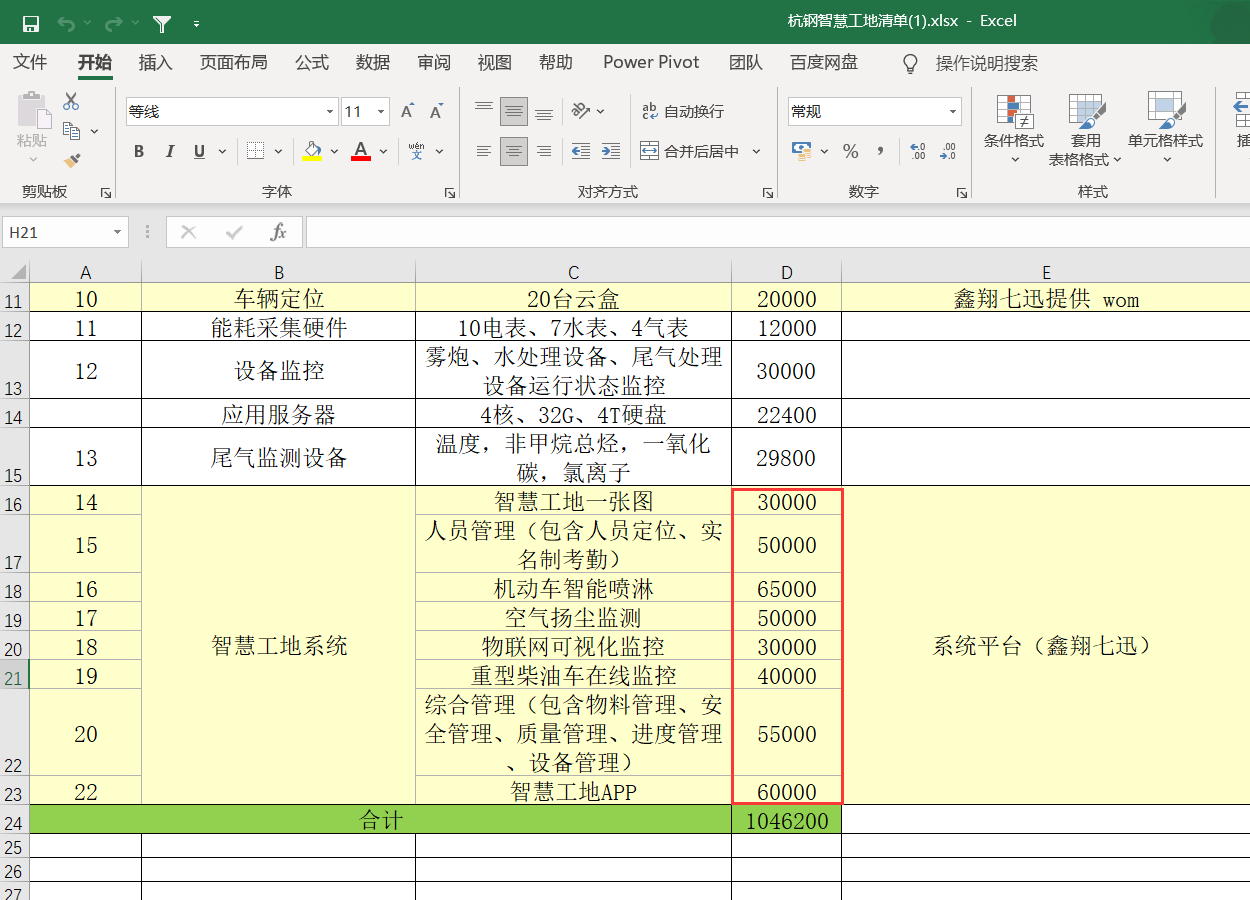 杭钢智慧工地清单(1).xlsx - Excel
文件 开始 插入 页面布局 公式 数据 审阅 视图 帮助 Power Pivot 团队 百度网盘 操作说明搜索
等线 11 A A ab 自动换行 常规
粘贴 条件格式 套用 单元格样式 插
表格格式
B I U A wén 文 合并后居中 % , .00 .0
剪贴板 字体 对齐方式 数字 样式
H21 fx
A B C D E
11 10 车辆定位 20台云盒 20000 鑫翔七迅提供 wom
12 11 能耗采集硬件 10电表、7水表、4气表 12000
13 12 设备监控 雾炮、水处理设备、尾气处理 30000
设备运行状态监控
14 应用服务器 4核、32G、4T硬盘 22400
15 13 尾气监测设备 温度，非甲烷总烃，一氧化 29800
碳，氯离子
16 14 智慧工地一张图 30000
17 15 人员管理（包含人员定位、实 50000
名制考勤）
18 16 机动车智能喷淋 65000
19 17 空气扬尘监测 50000
20 18 智慧工地系统 物联网可视化监控 30000 系统平台（鑫翔七迅）
21 19 重型柴油车在线监控 40000
22 20 综合管理（包含物料管理、安 55000
全管理、质量管理、进度管理
、设备管理）
23 22 智慧工地APP 60000
24 合计 1046200
25
26
27